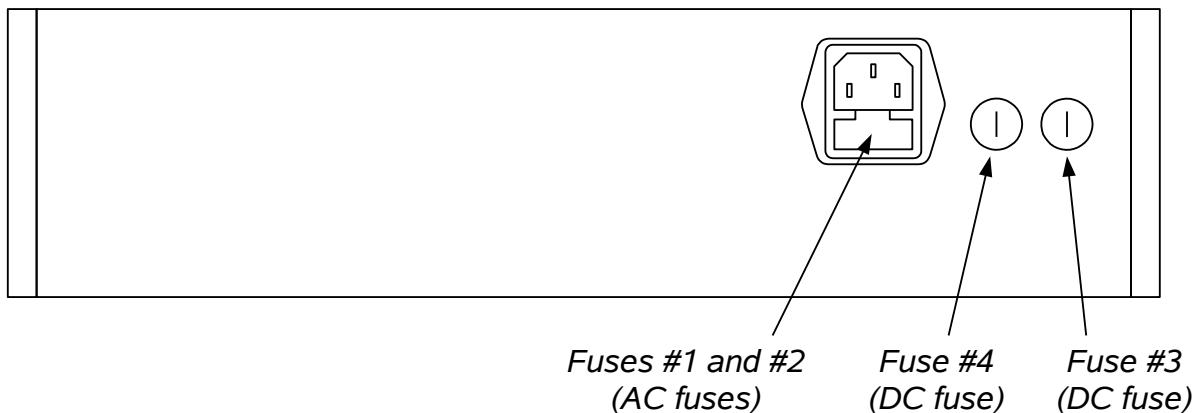 Fuses #1 and #2
(AC fuses)
Fuse #4
(DC fuse)
Fuse #3
(DC fuse)